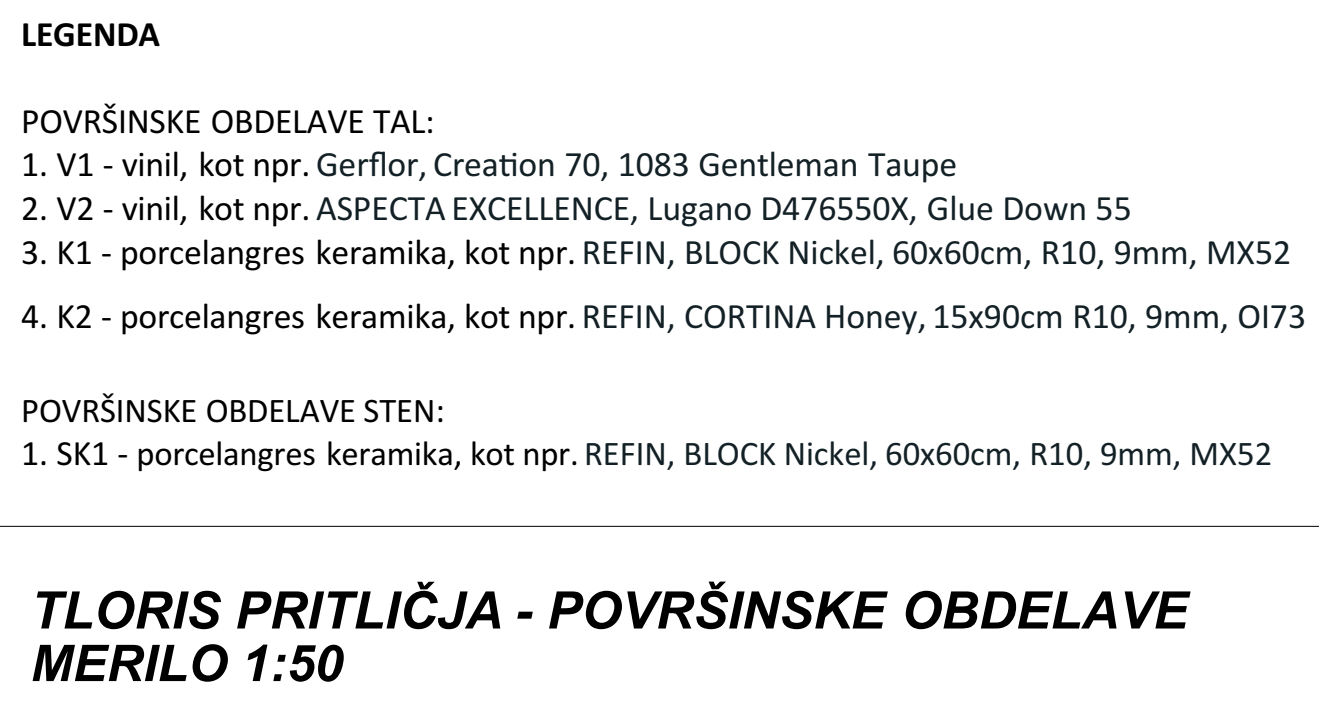 LEGENDA
POVRŠINSKE OBDELAVE TAL:
1. V1 - vinil, kot npr. Gerflor, Creation 70, 1083 Gentleman Taupe
2. V2 - vinil, kot npr. ASPECTA EXCELLENCE, Lugano D476550X, Glue Down 55
3. K1 - porcelangres keramika, kot npr. REFIN, BLOCK Nickel, 60x60cm, R10, 9mm, MX52
4. K2 - porcelangres keramika, kot npr. REFIN, CORTINA Honey, 15x90cm R10, 9mm, OI73
POVRŠINSKE OBDELAVE STEN:
1. SK1 - porcelangres keramika, kot npr. REFIN, BLOCK Nickel, 60x60cm, R10, 9mm, MX52
TLORIS PRITLIČJA - POVRŠINSKE OBDELAVE
MERILO 1:50